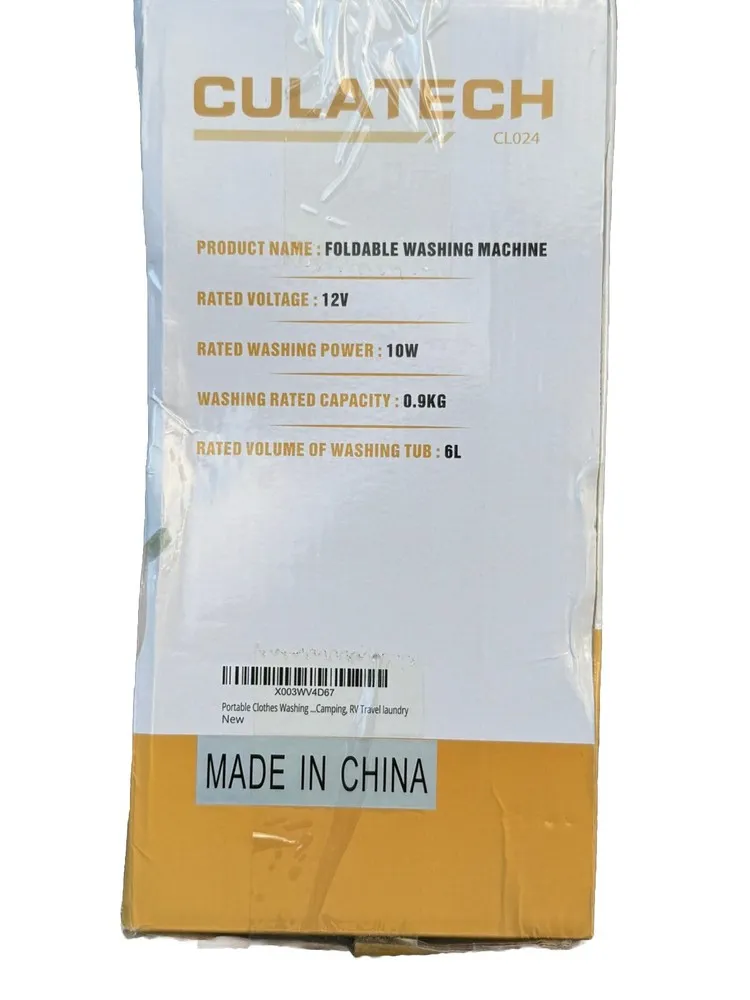 CULATECH
CL024
PRODUCT NAME : FOLDABLE WASHING MACHINE
RATED VOLTAGE : 12V
RATED WASHING POWER : 10W
WASHING RATED CAPACITY : 0.9KG
RATED VOLUME OF WASHING TUB : 6L
X003WV4D67
Portable Clothes Washing ...Camping, RV Travel laundry
New
MADE IN CHINA